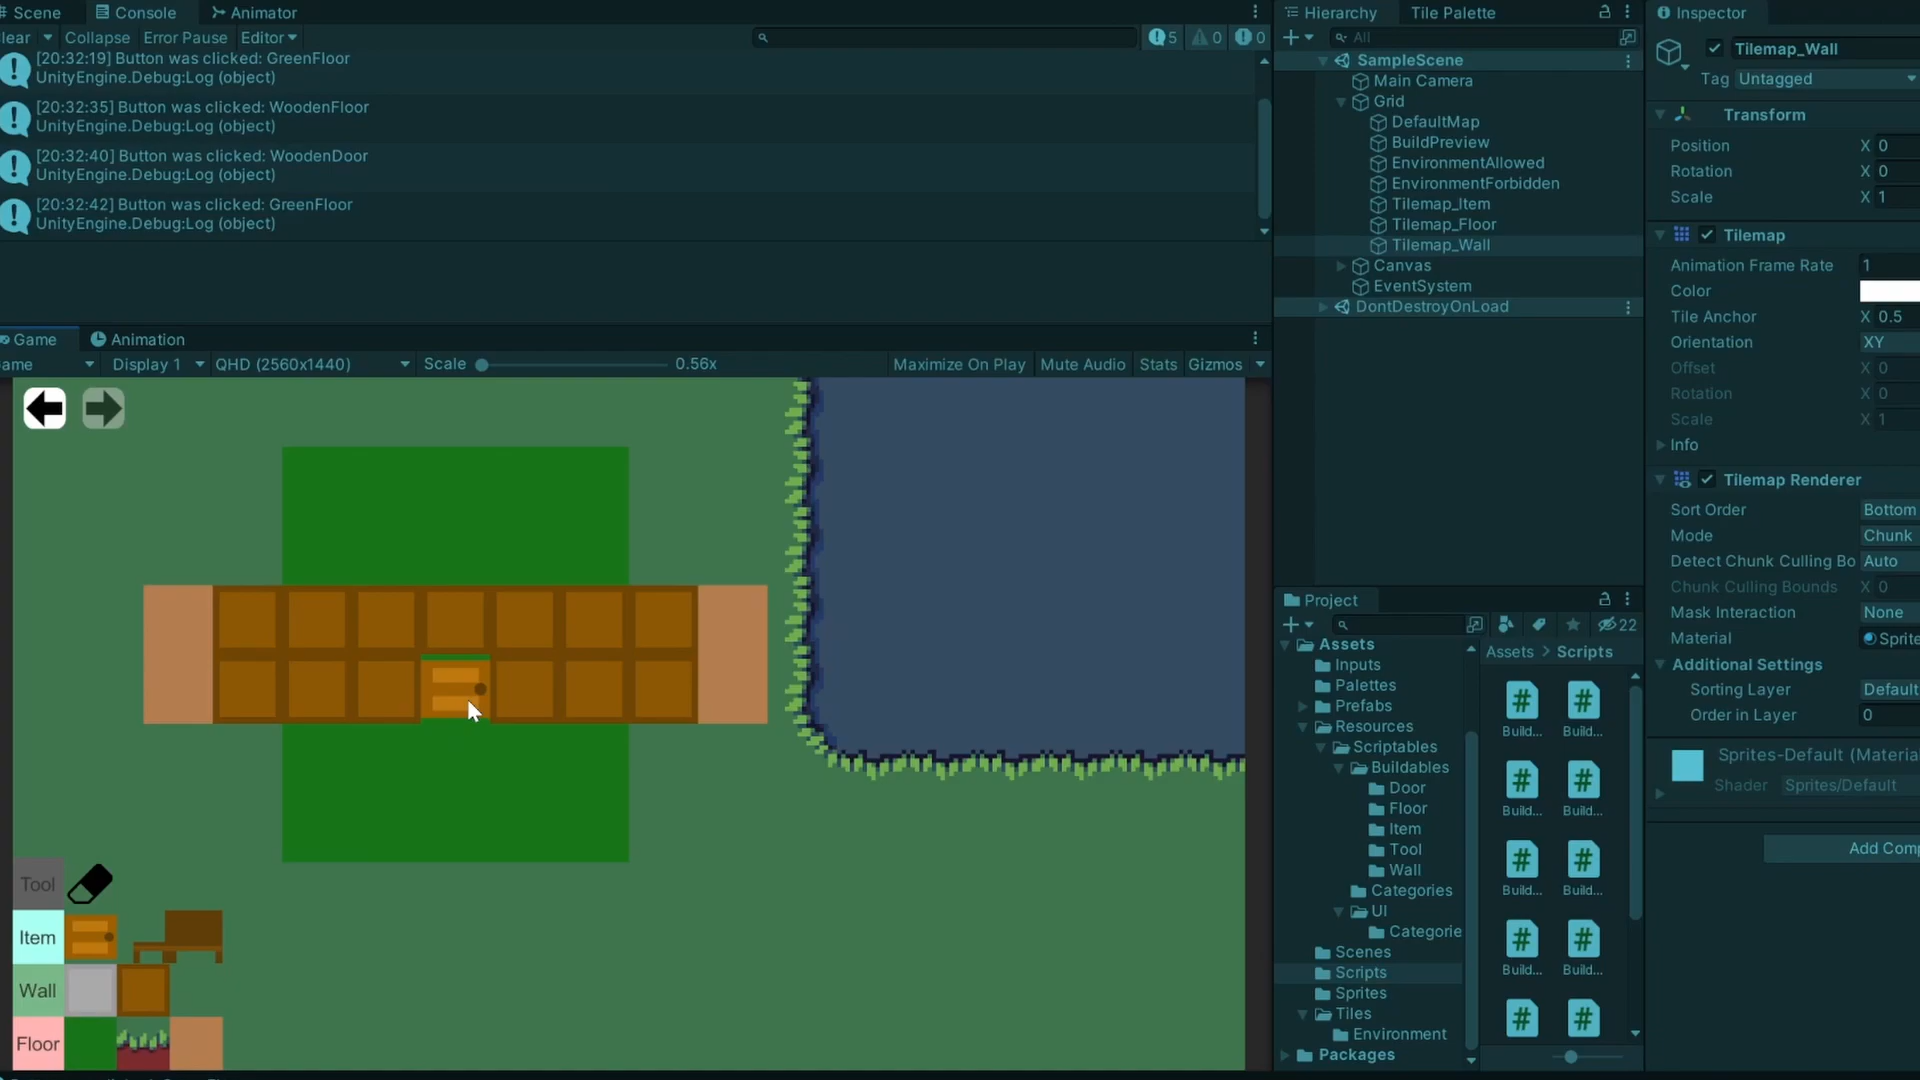 Scene Console Animator
lear Collapse Error Pause Editor
5 0 0
[20:32:19] Button was clicked: GreenFloor
UnityEngine.Debug:Log (object)
[20:32:35] Button was clicked: WoodenFloor
UnityEngine.Debug:Log (object)
[20:32:40] Button was clicked: WoodenDoor
UnityEngine.Debug:Log (object)
[20:32:42] Button was clicked: GreenFloor
UnityEngine.Debug:Log (object)
Game Animation
ame Display 1 QHD (2560x1440) Scale 0.56x Maximize On Play Mute Audio Stats Gizmos
Tool
Item
Wall
Floor
Hierarchy Tile Palette
All
SampleScene
Main Camera
Grid
DefaultMap
BuildPreview
EnvironmentAllowed
EnvironmentForbidden
Tilemap_Item
Tilemap_Floor
Tilemap_Wall
Canvas
EventSystem
DontDestroyOnLoad
Project
22
Assets
Inputs
Palettes
Prefabs
Resources
Scriptables
Buildables
Door
Floor
Item
Tool
Wall
Categories
UI
Categorie
Scenes
Scripts
Sprites
Tiles
Environment
Packages
Assets > Scripts
Build... Build...
Build... Build...
Build... Build...
Build... Build...
Inspector
Tilemap_Wall
Tag Untagged
Transform
Position X 0
Rotation X 0
Scale X 1
Tilemap
Animation Frame Rate 1
Color
Tile Anchor X 0.5
Orientation XY
Offset X 0
Rotation X 0
Scale X 1
Info
Tilemap Renderer
Sort Order Bottom
Mode Chunk
Detect Chunk Culling Bo Auto
Chunk Culling Bounds X 0
Mask Interaction None
Material Sprite
Additional Settings
Sorting Layer Default
Order in Layer 0
Sprites-Default (Materia
Shader Sprites/Default
Add Comp